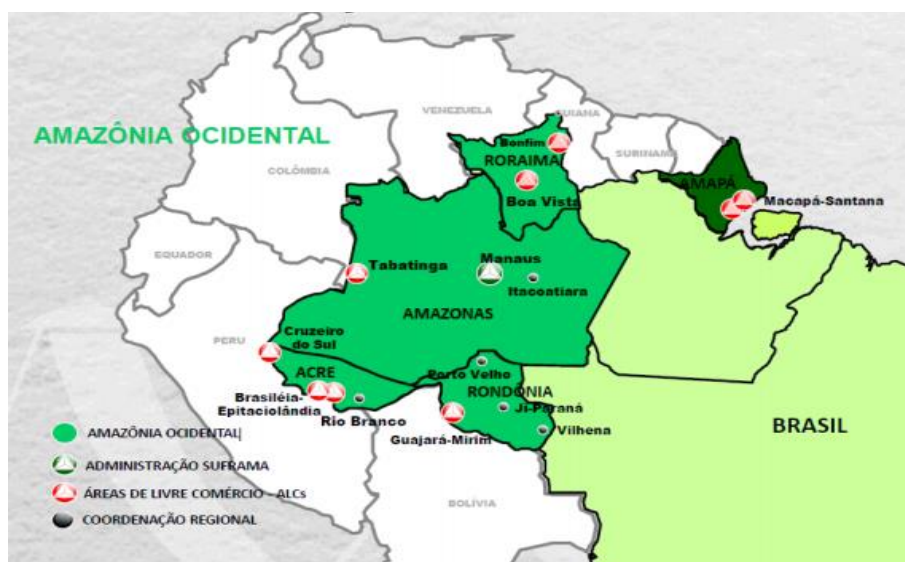 AMAZÔNIA OCIDENTAL
VENEZUELA
GUIANA
SURINAME
COLÔMBIA
Bonfim
RORAIMA
Boa Vista
AMAPÁ
Macapá-Santana
EQUADOR
Tabatinga
Manaus
Itacoatiara
AMAZONAS
PERU
Cruzeiro
do Sul
ACRE
Porto Velho
RONDÔNIA
Brasiléia-
Epitaciolândia
Rio Branco
Ji-Paraná
Guajará-Mirim
Vilhena
BRASIL
BOLÍVIA
AMAZÔNIA OCIDENTAL
ADMINISTRAÇÃO SUFRAMA
ÁREAS DE LIVRE COMÉRCIO - ALCs
COORDENAÇÃO REGIONAL